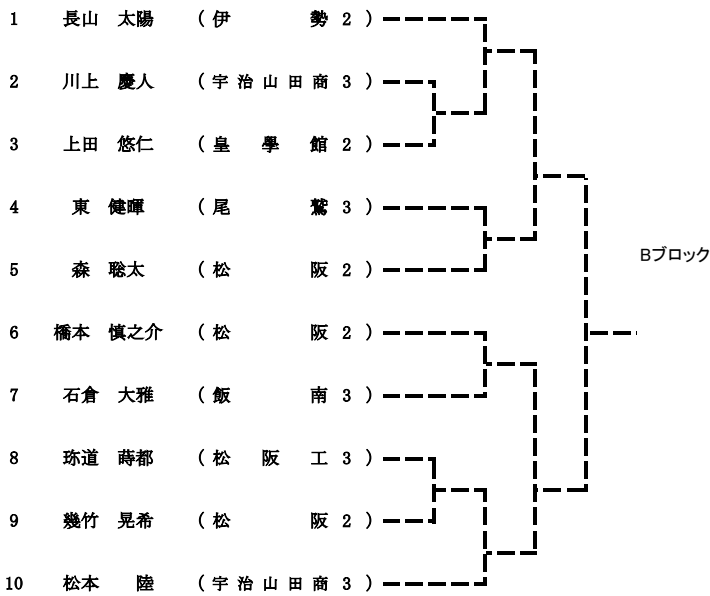 1 長山 太陽 ( 伊 勢 2 )
2 川上 慶人 ( 宇 治 山 田 商 3 )
3 上田 悠仁 ( 皇 學 館 2 )
4 東 健暉 ( 尾 鷲 3 )
5 森 聡太 ( 松 阪 2 )
Bブロック
6 橋本 慎之介 ( 松 阪 2 )
7 石倉 大雅 ( 飯 南 3 )
8 珎道 蒔都 ( 松 阪 工 3 )
9 幾竹 晃希 ( 松 阪 2 )
10 松本 陸 ( 宇 治 山 田 商 3 )